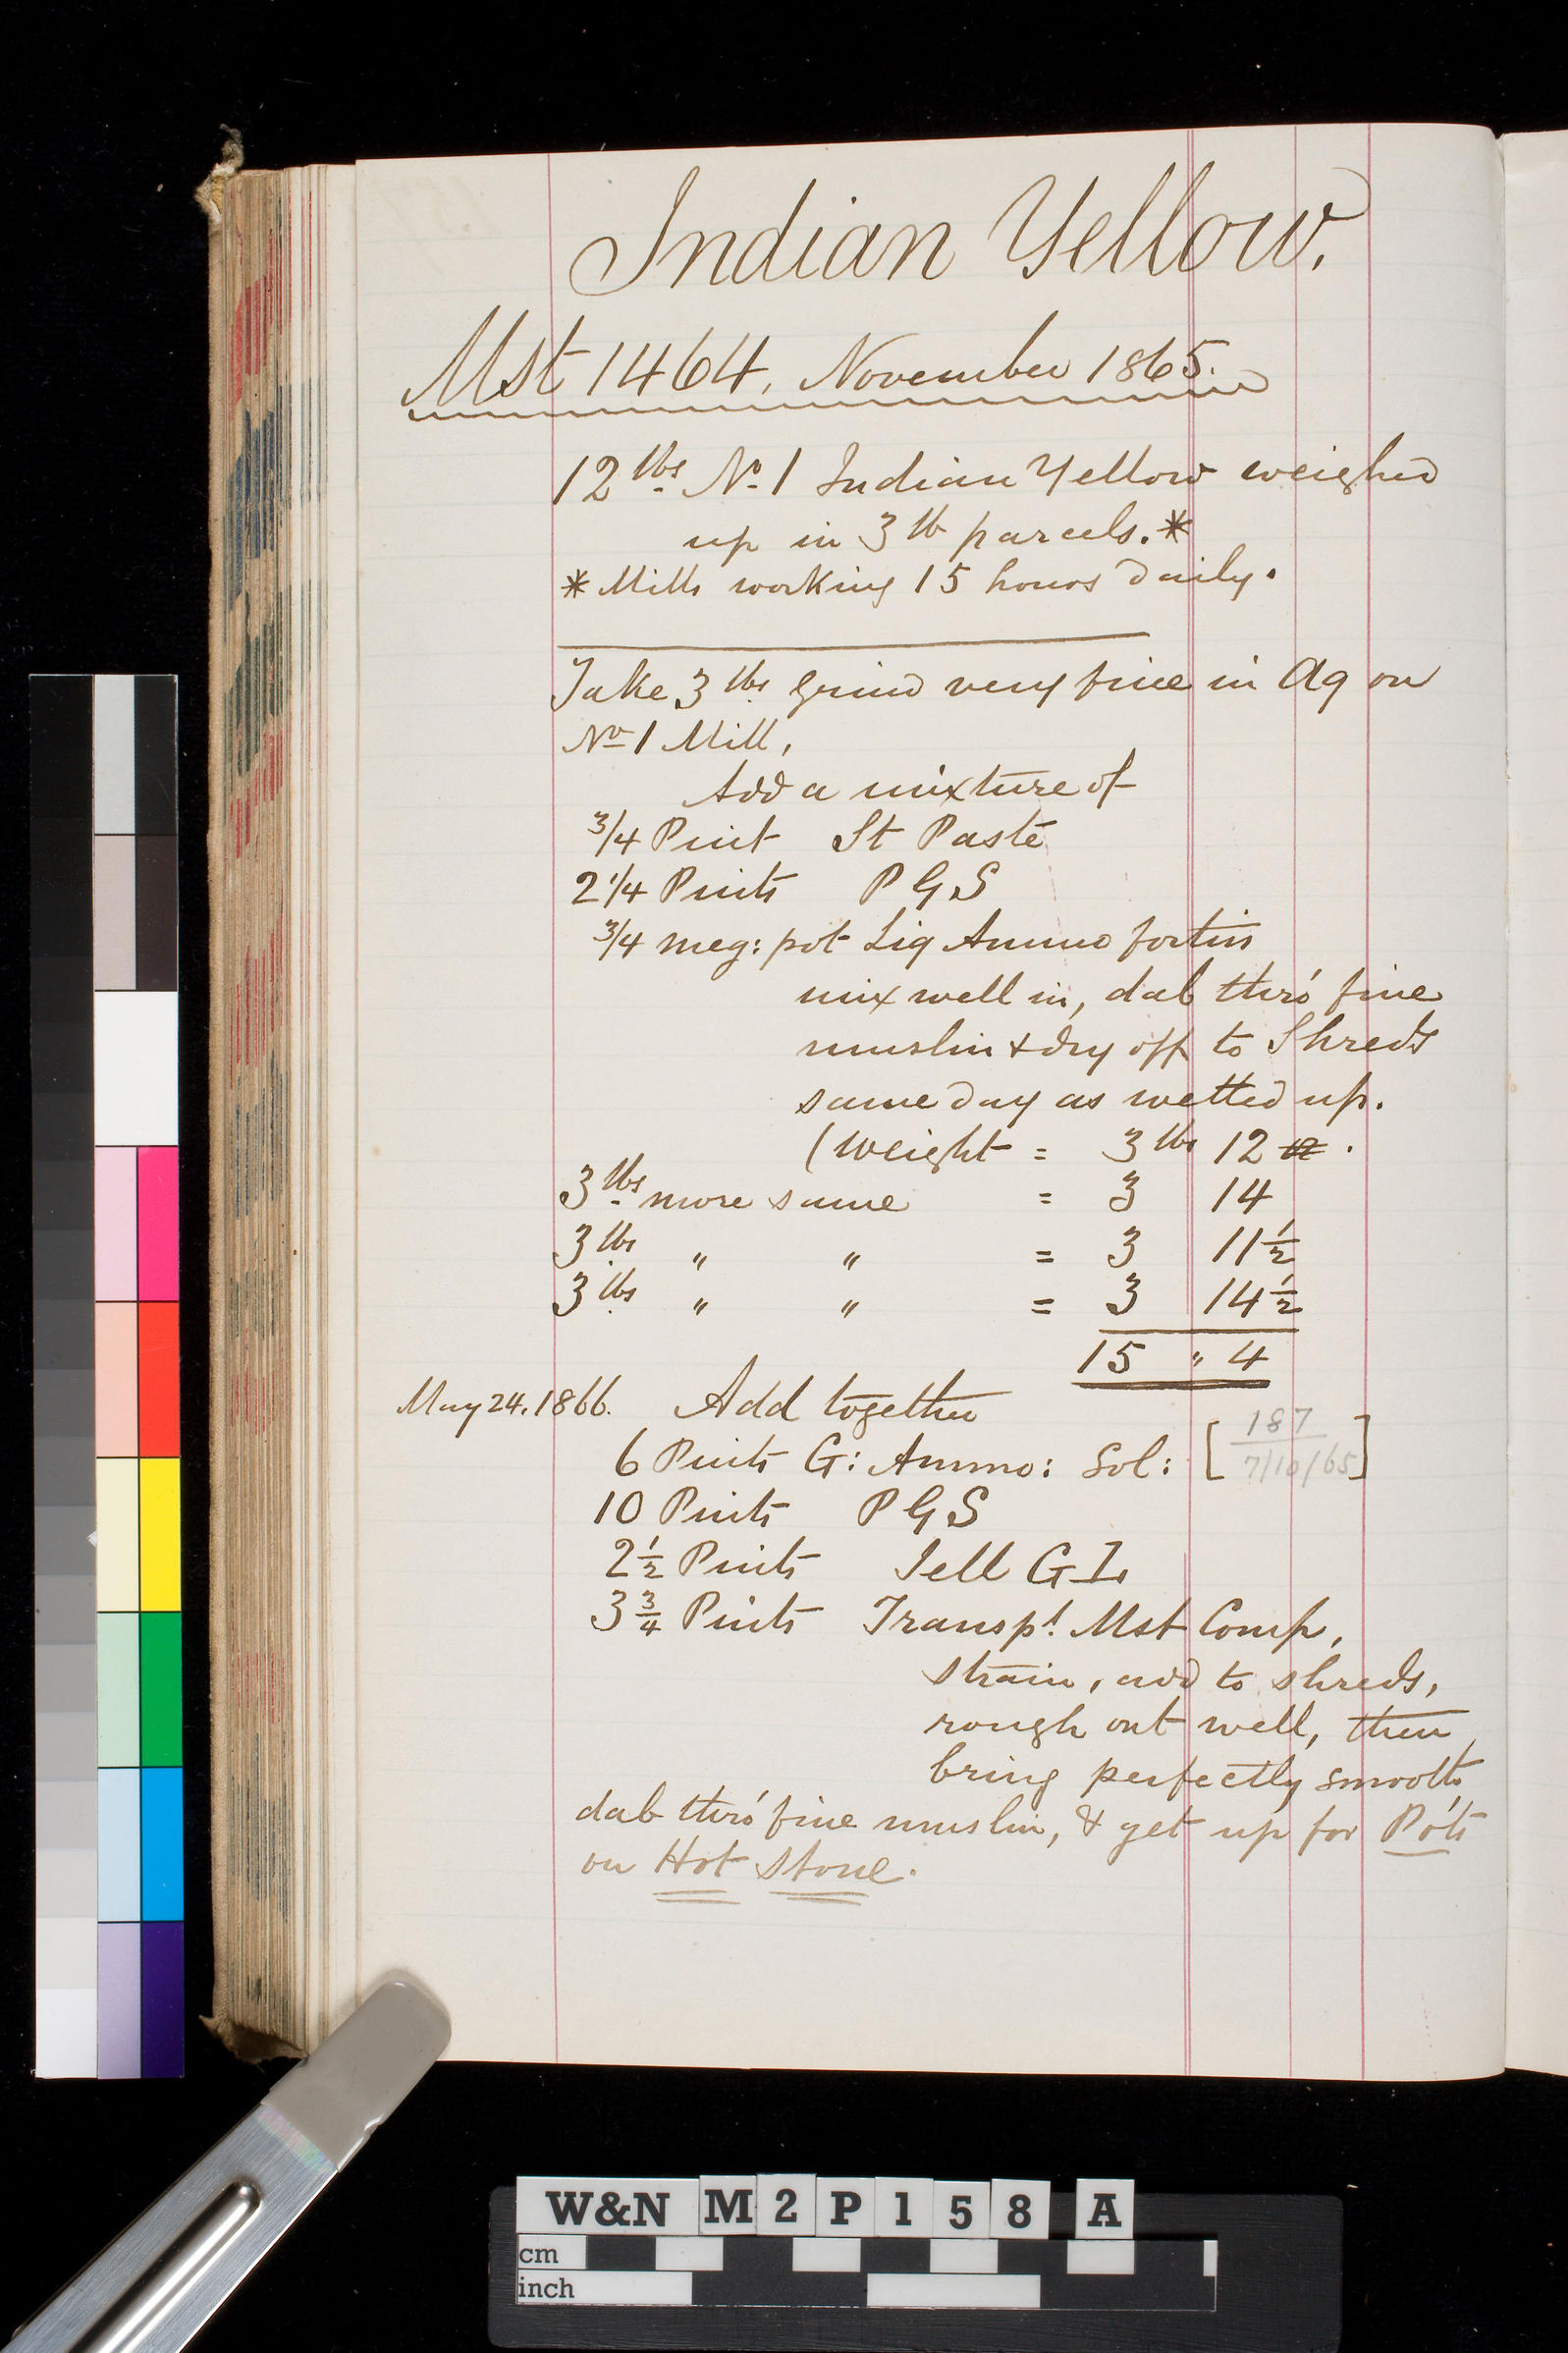 Indian Yellow.
Mst 1464, November 1865.
12 lbs No 1 Indian Yellow weighed
up in 3 lb parcels.*
* Mills working 15 hours daily.
Take 3 lbs grind very fine in Aq on
No 1 Mill,
Add a mixture of
3/4 Pint St Paste
2 1/4 Pints P G S
3/4 meg: pot Liq Ammo fortis
mix well in, dab thro' fine
muslin & dry off to Shreds
same day as wetted up.
(Weight = 3 lbs 12 .
3 lbs more same = 3 14
3 lbs " " = 3 11 1/2
3 lbs " " = 3 14 1/2
15 " 4
May 24. 1866. Add together
6 Pints G: Ammo: Sol: [187
7/10/65]
10 Pints P G S
2 1/2 Pints Jell G I,
3 3/4 Pints Transpt. Mst Comp,
strain, add to shreds,
rough out well, then
bring perfectly smooth,
dab thro' fine muslin, & get up for Pots
on Hot Stone.
W&N M 2 P 1 5 8 A
cm
inch